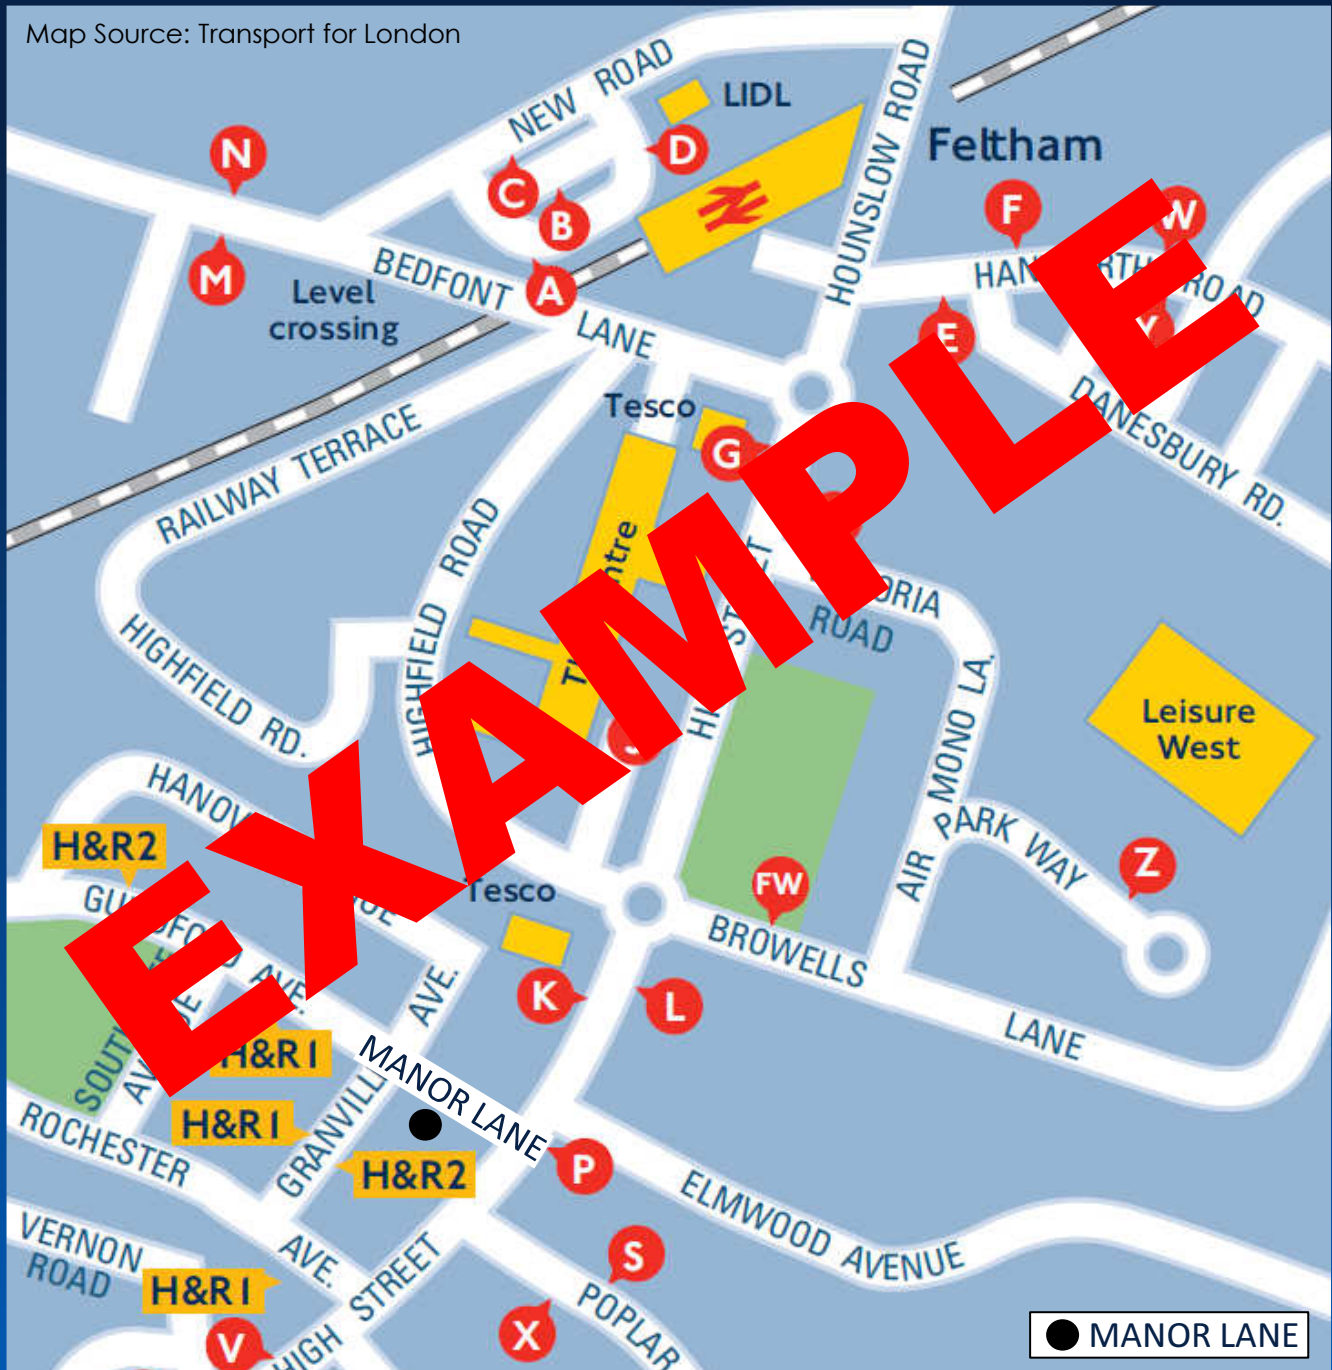 Map Source: Transport for London
NEW ROAD
LIDL
HOUNSLOW ROAD
Feltham
N
D
C
B
F
W
M
BEDFONT LANE
A
Level
crossing
E
DANESBURY RD.
Tesco
G
RAILWAY TERRACE
HIGHFIELD ROAD
ROAD
HIGHFIELD RD.
HIGHFIELD
AIR
MONO LA.
Leisure
West
PARK WAY
Z
H&R2
Tesco
FW
BROWELLS
LANE
K
L
AVE.
H&R1
MANOR LANE
H&R1
H&R2
P
ROCHESTER
AVE.
ELMWOOD AVENUE
VERNON
ROAD
H&R1
S
X
V
HIGH STREET
POPLAR
EXAMPLE
MANOR LANE